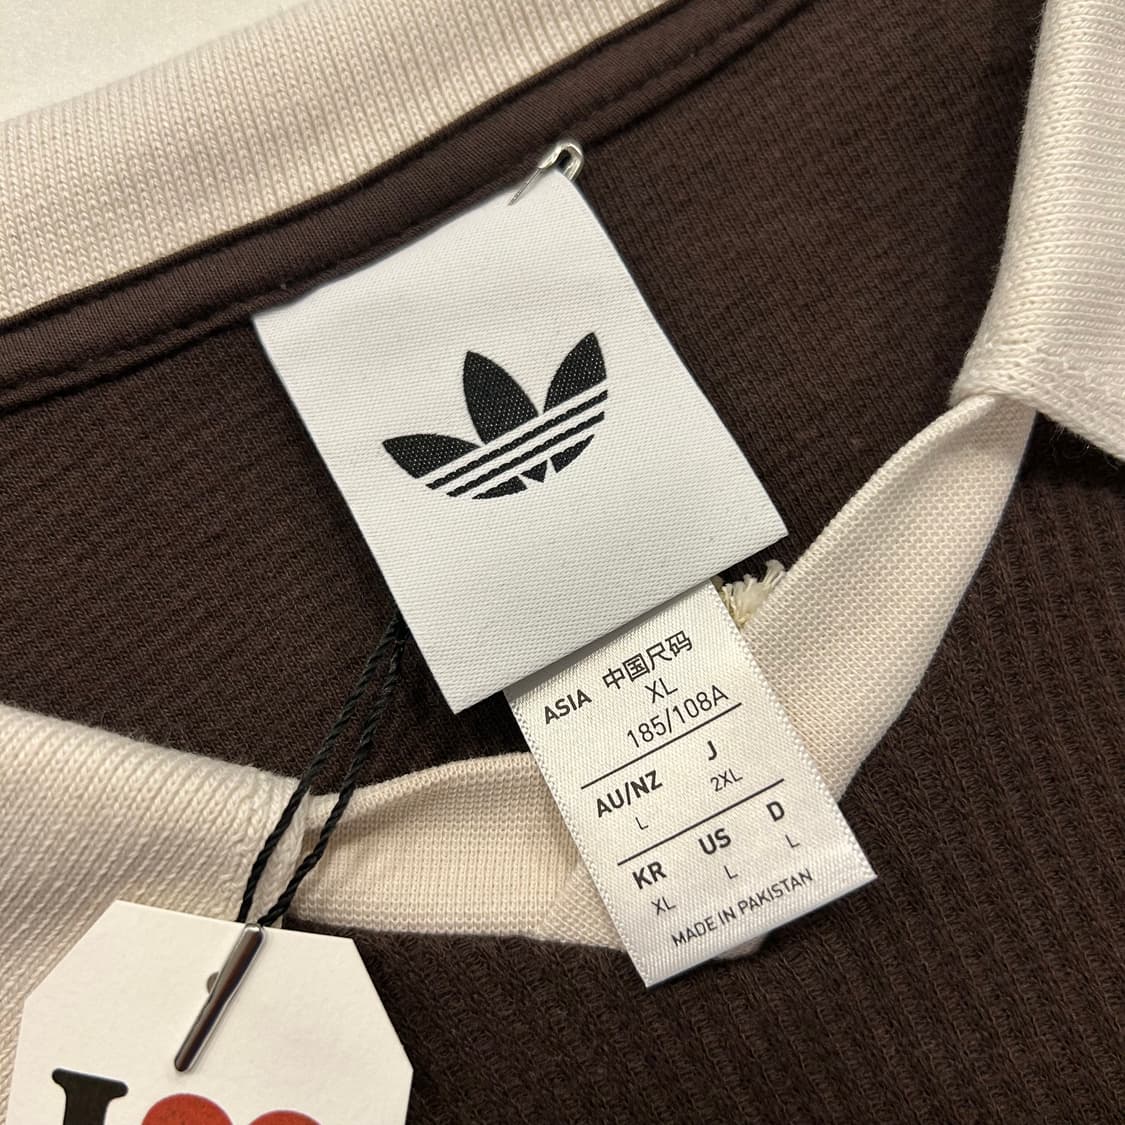 ASIA 中国尺码
XL
185/108A
AU/NZ J
L 2XL
KR US D
XL L L
MADE IN PAKISTAN
I